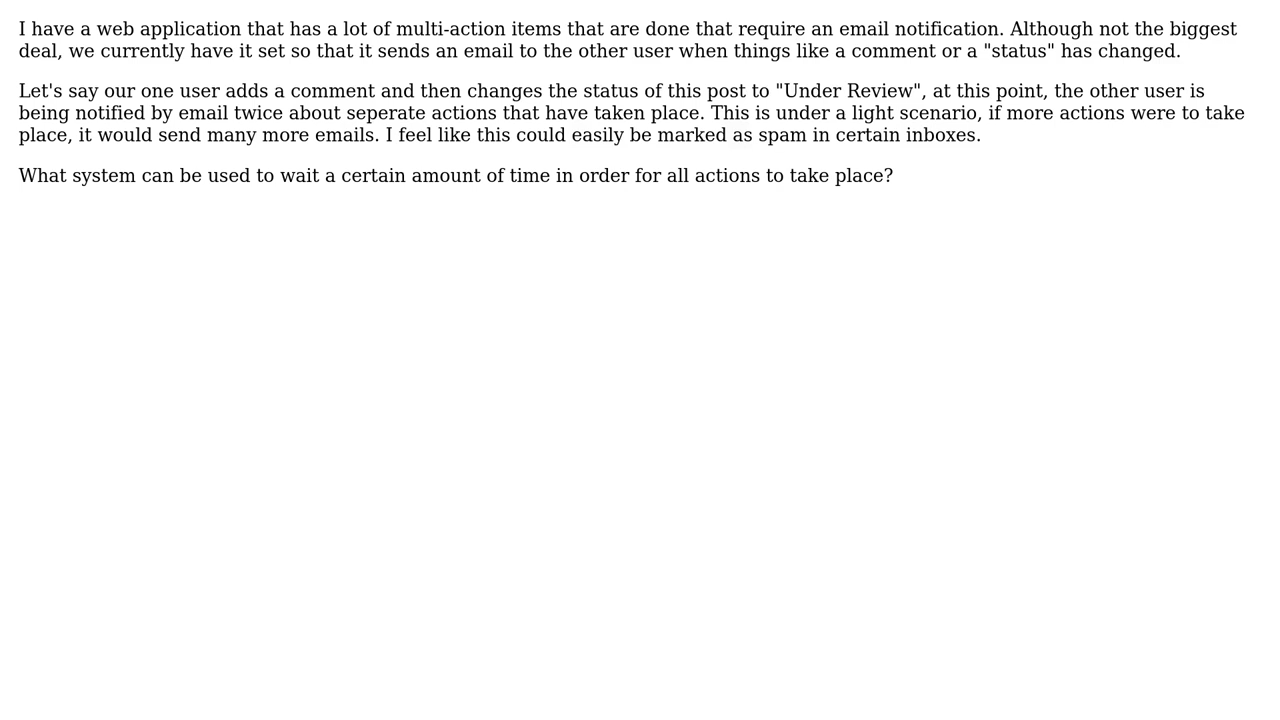 I have a web application that has a lot of multi-action items that are done that require an email notification. Although not the biggest
deal, we currently have it set so that it sends an email to the other user when things like a comment or a "status" has changed.
Let's say our one user adds a comment and then changes the status of this post to "Under Review", at this point, the other user is
being notified by email twice about seperate actions that have taken place. This is under a light scenario, if more actions were to take
place, it would send many more emails. I feel like this could easily be marked as spam in certain inboxes.
What system can be used to wait a certain amount of time in order for all actions to take place?